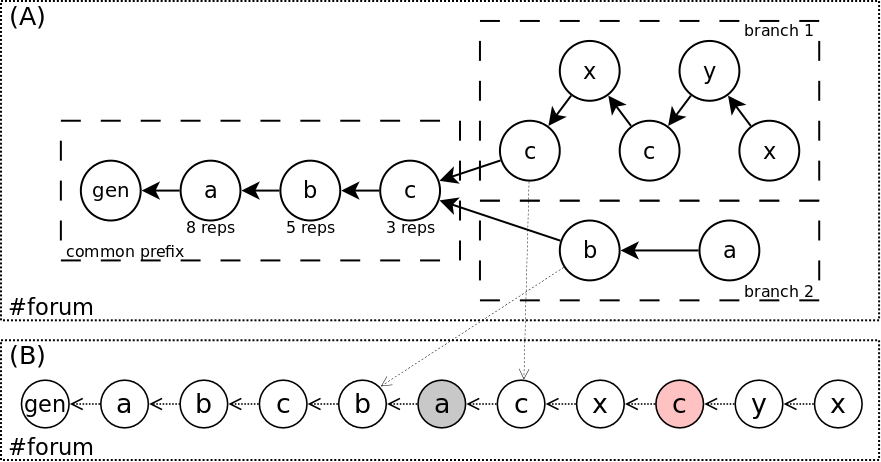 (A)
branch 1
x
y
c
c
x
gen
a
b
c
8 reps
5 reps
3 reps
common prefix
b
a
branch 2
#forum
(B)
gen a b c b a c x c y x
#forum